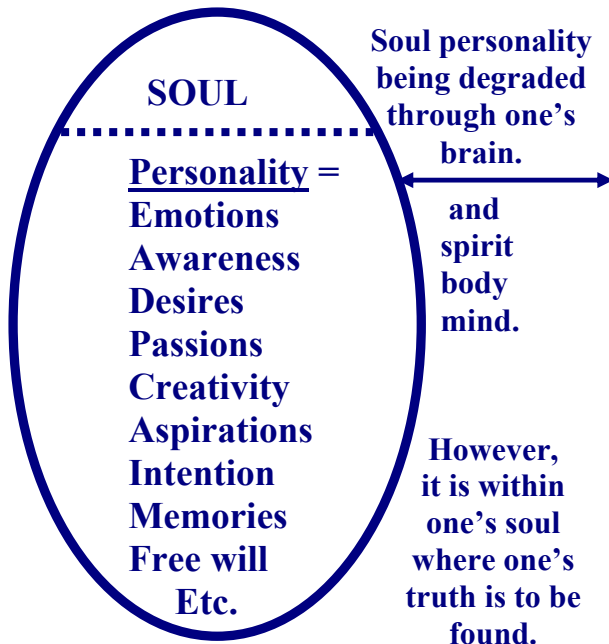 SOUL
Personality =
Emotions
Awareness
Desires
Passions
Creativity
Aspirations
Intention
Memories
Free will
Etc.
Soul personality
being degraded
through one’s
brain.
and
spirit
body
mind.
However,
it is within
one’s soul
where one’s
truth is to be
found.